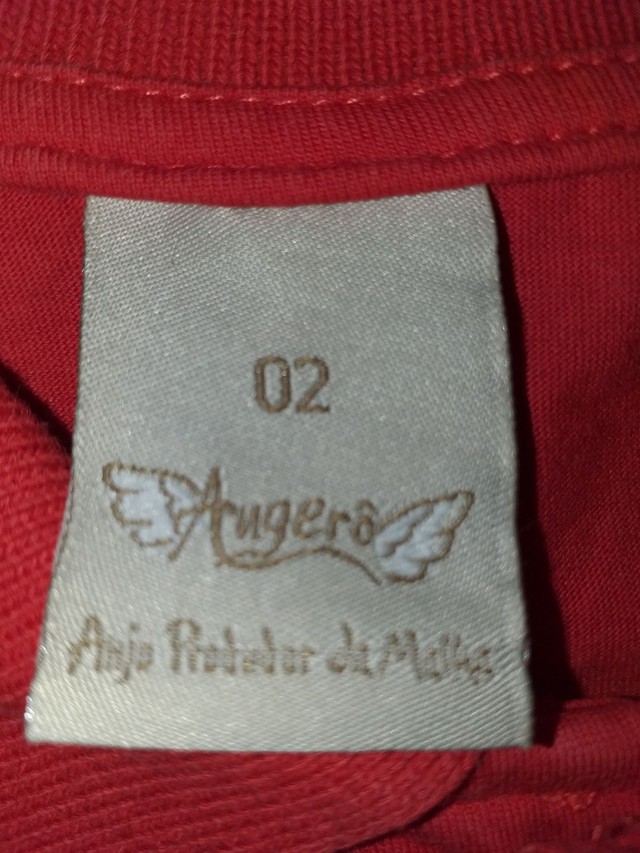 02
Angerô
Anjo Protetor da Malha